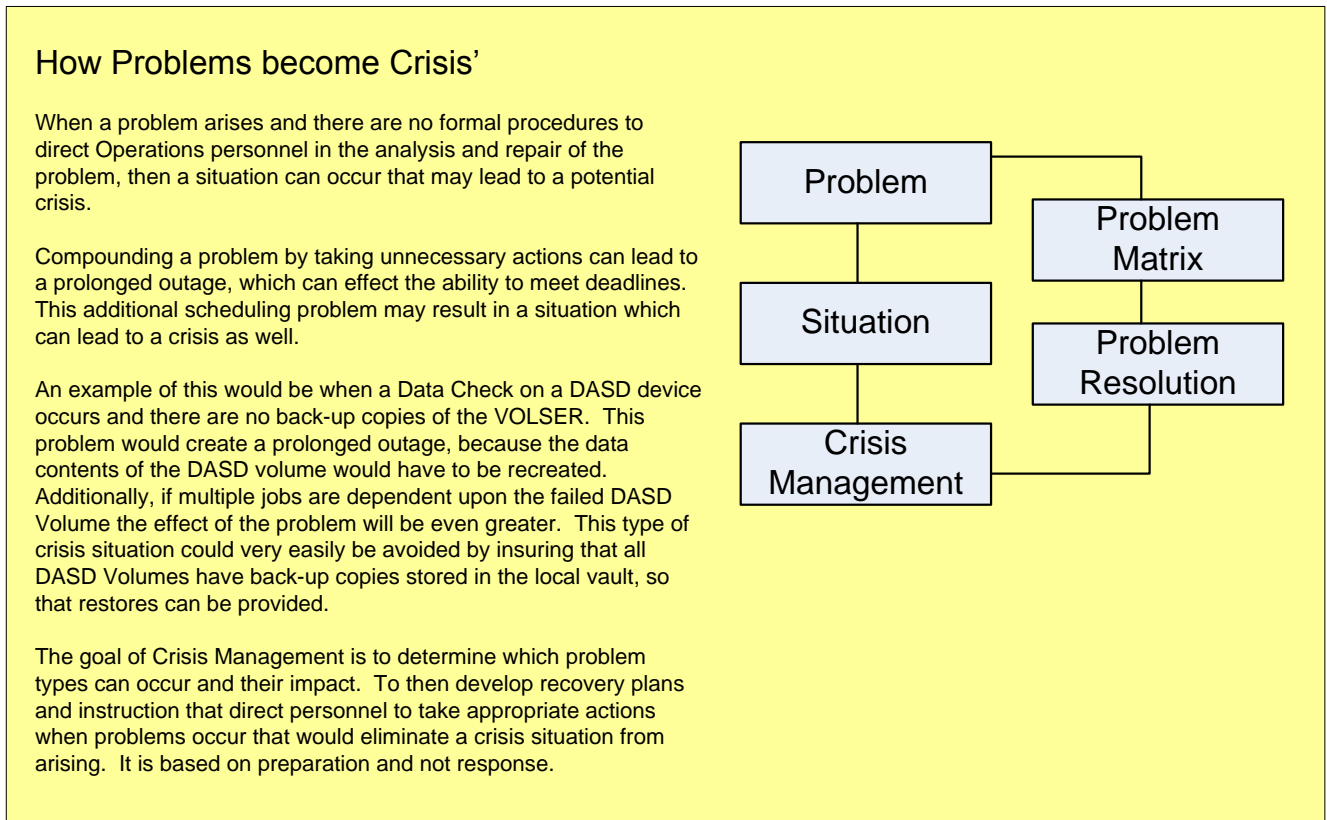 How Problems become Crisis’
When a problem arises and there are no formal procedures to
direct Operations personnel in the analysis and repair of the
problem, then a situation can occur that may lead to a potential
crisis.
Compounding a problem by taking unnecessary actions can lead to
a prolonged outage, which can effect the ability to meet deadlines.
This additional scheduling problem may result in a situation which
can lead to a crisis as well.
An example of this would be when a Data Check on a DASD device
occurs and there are no back-up copies of the VOLSER.  This
problem would create a prolonged outage, because the data
contents of the DASD volume would have to be recreated.
Additionally, if multiple jobs are dependent upon the failed DASD
Volume the effect of the problem will be even greater.  This type of
crisis situation could very easily be avoided by insuring that all
DASD Volumes have back-up copies stored in the local vault, so
that restores can be provided.
The goal of Crisis Management is to determine which problem
types can occur and their impact.  To then develop recovery plans
and instruction that direct personnel to take appropriate actions
when problems occur that would eliminate a crisis situation from
arising.  It is based on preparation and not response.
Problem
Situation
Crisis
Management
Problem
Matrix
Problem
Resolution